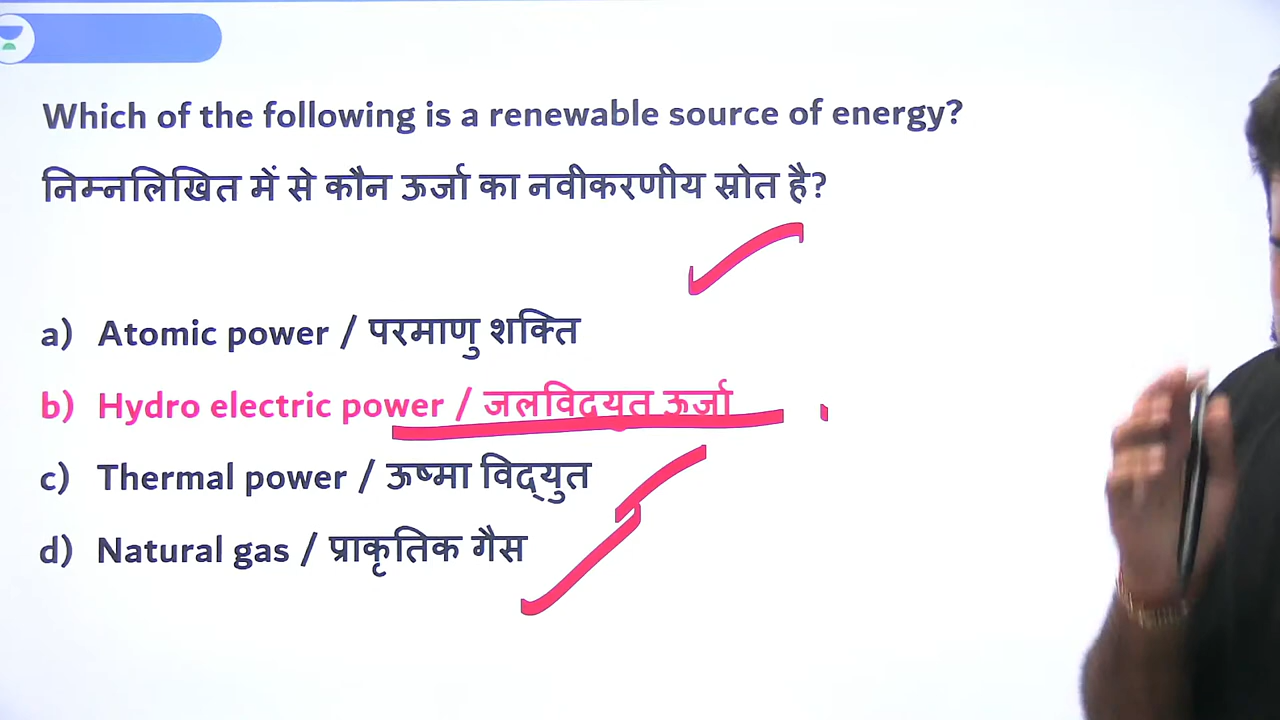 Which of the following is a renewable source of energy?
निम्नलिखित में से कौन ऊर्जा का नवीकरणीय स्रोत है?
a) Atomic power / परमाणु शक्ति
b) Hydro electric power / जलविद्युत ऊर्जा
c) Thermal power / ऊष्मा विद्युत
d) Natural gas / प्राकृतिक गैस